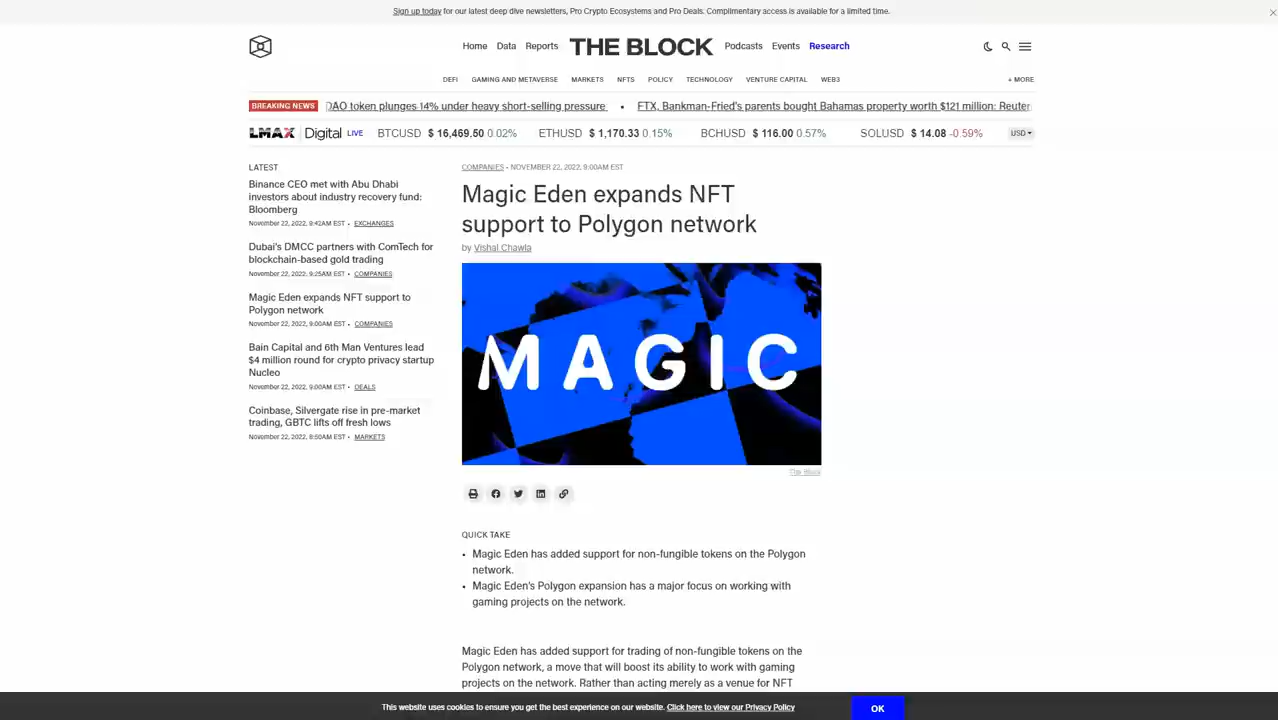 Sign up today for our latest deep dive newsletters, Pro Crypto Ecosystems and Pro Deals. Complimentary access is available for a limited time.
Home Data Reports THE BLOCK Podcasts Events Research
DEFI GAMING AND METAVERSE MARKETS NFTS POLICY TECHNOLOGY VENTURE CAPITAL WEB3 + MORE
BREAKING NEWS DAO token plunges 14% under heavy short-selling pressure • FTX, Bankman-Fried's parents bought Bahamas property worth $121 million: Reuter
LMAX Digital LIVE BTCUSD $ 16,469.50 0.02% ETHUSD $ 1,170.33 0.15% BCHUSD $ 116.00 0.57% SOLUSD $ 14.08 -0.59% USD
LATEST
Binance CEO met with Abu Dhabi
investors about industry recovery fund:
Bloomberg
November 22, 2022, 9:42AM EST • EXCHANGES
Dubai's DMCC partners with ComTech for
blockchain-based gold trading
November 22, 2022, 9:25AM EST • COMPANIES
Magic Eden expands NFT support to
Polygon network
November 22, 2022, 9:00AM EST • COMPANIES
Bain Capital and 6th Man Ventures lead
$4 million round for crypto privacy startup
Nucleo
November 22, 2022, 9:00AM EST • DEALS
Coinbase, Silvergate rise in pre-market
trading, GBTC lifts off fresh lows
November 22, 2022, 8:50AM EST • MARKETS
COMPANIES • NOVEMBER 22, 2022, 9:00AM EST
Magic Eden expands NFT
support to Polygon network
by Vishal Chawla
MAGIC
The Block
QUICK TAKE
• Magic Eden has added support for non-fungible tokens on the Polygon
network.
• Magic Eden's Polygon expansion has a major focus on working with
gaming projects on the network.
Magic Eden has added support for trading of non-fungible tokens on the
Polygon network, a move that will boost its ability to work with gaming
projects on the network. Rather than acting merely as a venue for NFT
This website uses cookies to ensure you get the best experience on our website. Click here to view our Privacy Policy
OK